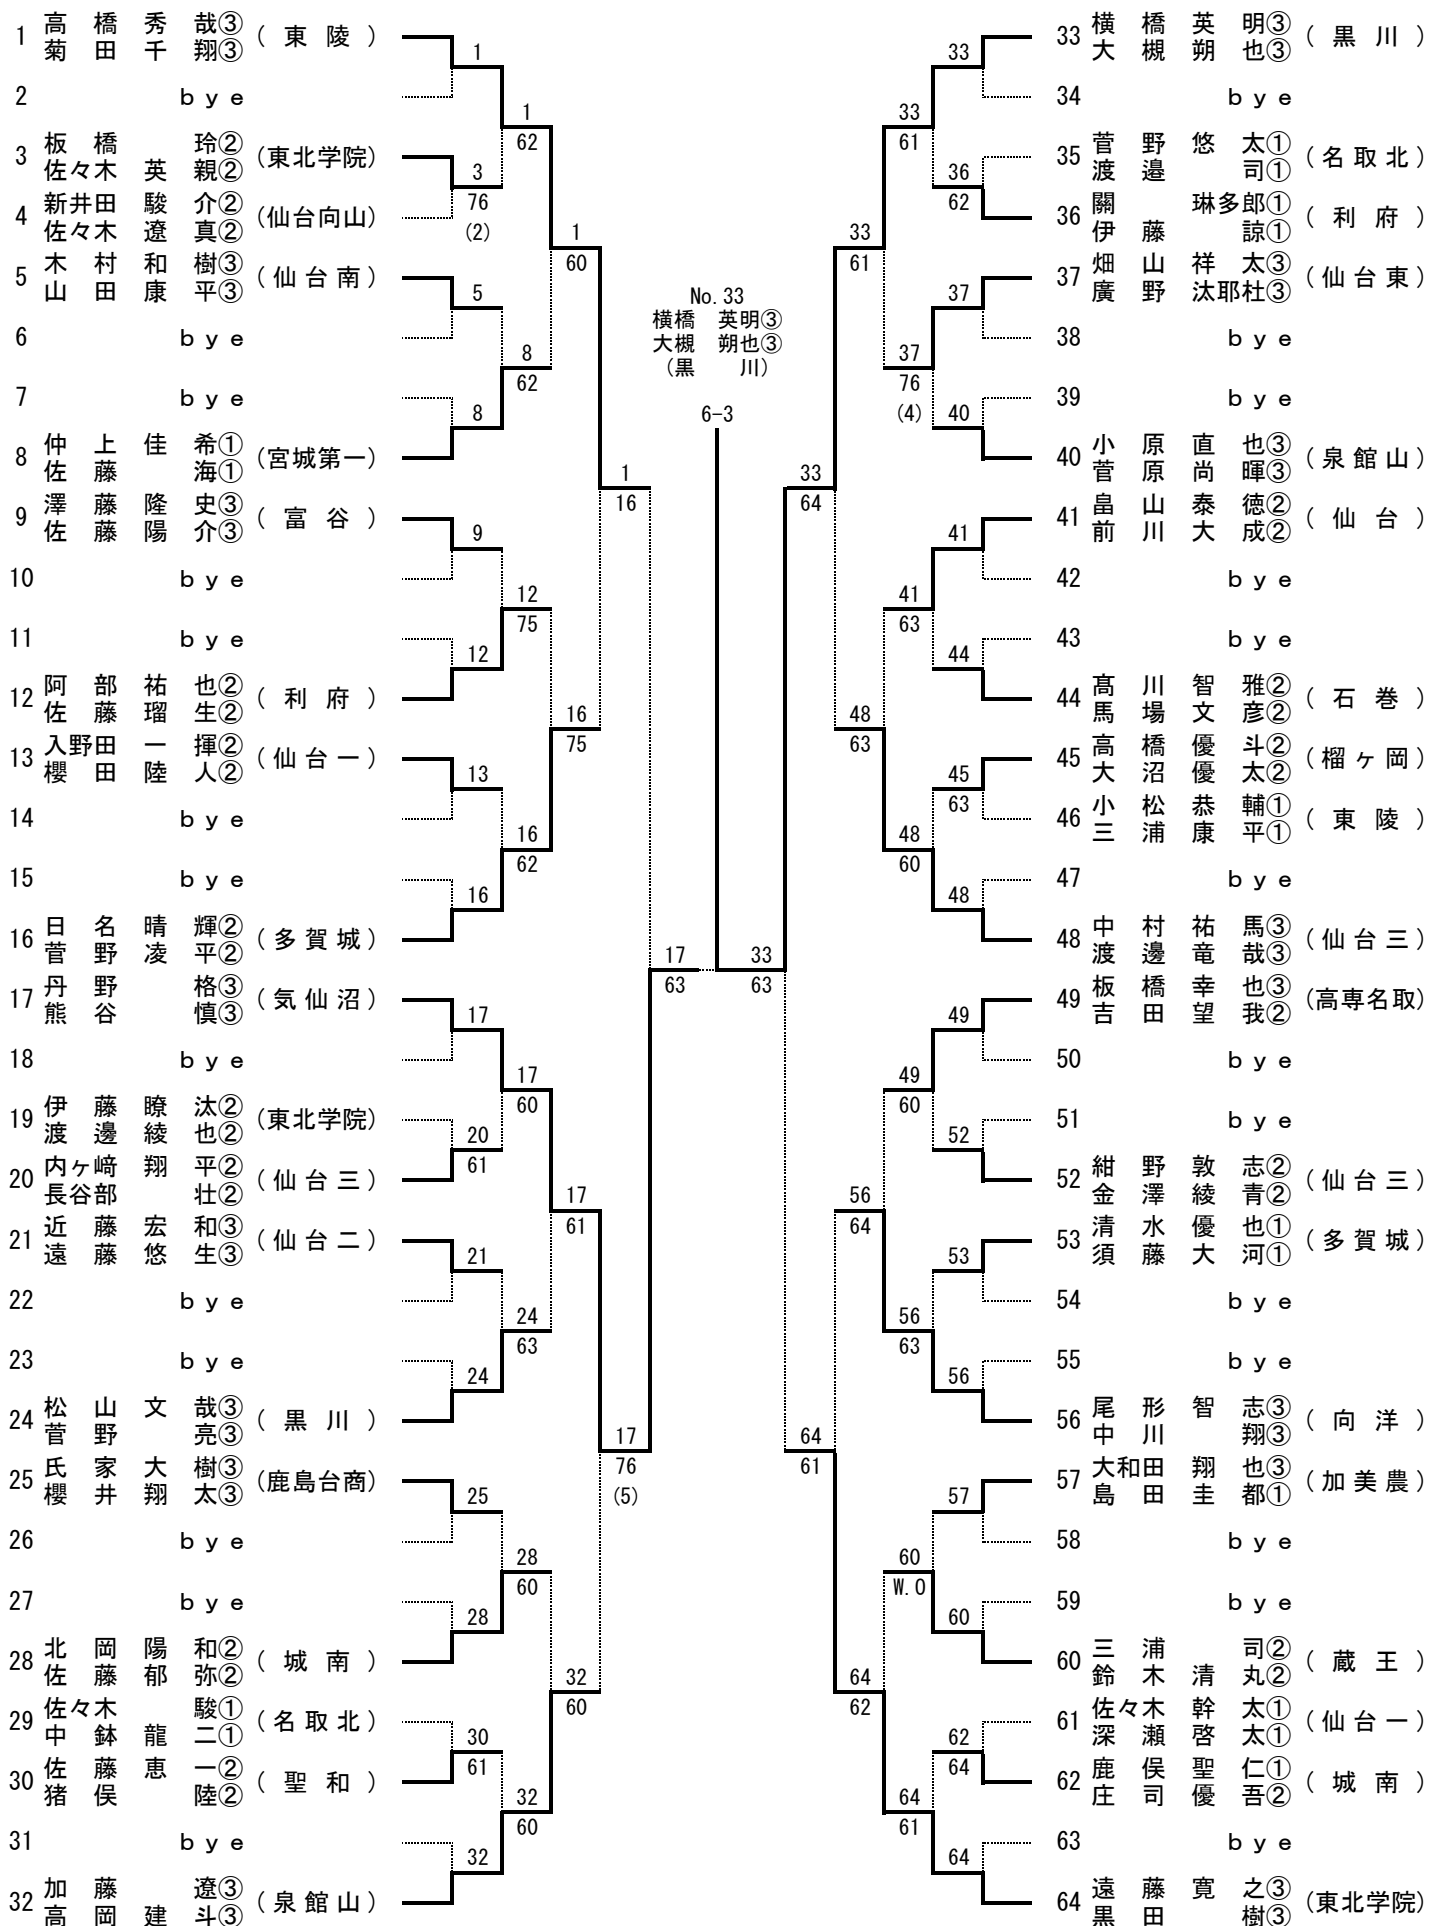 1 高橋秀哉③ (東陵)
菊田千翔③
2 bye
3 板橋玲② (東北学院)
佐々木英親②
4 新井田駿介② (仙台向山)
佐々木遼真②
5 木村和樹③ (仙台南)
山田康平③
6 bye
7 bye
8 仲上佳希① (宮城第一)
佐藤海①
9 澤藤隆史③ (富谷)
佐藤陽介③
10 bye
11 bye
12 阿部祐也② (利府)
佐藤瑠生②
13 入野田一揮② (仙台一)
櫻田陸人②
14 bye
15 bye
16 日名晴輝② (多賀城)
菅野凌平②
17 丹野格③ (気仙沼)
熊谷慎③
18 bye
19 伊藤瞭汰② (東北学院)
渡邊綾也②
20 内ヶ﨑翔平② (仙台三)
長谷部壮②
21 近藤宏和③ (仙台二)
遠藤悠生③
22 bye
23 bye
24 松山文哉③ (黒川)
菅野亮③
25 氏家大樹③ (鹿島台商)
櫻井翔太③
26 bye
27 bye
28 北岡陽和② (城南)
佐藤郁弥②
29 佐々木駿① (名取北)
中鉢龍二①
30 佐藤恵一② (聖和)
猪俣陸②
31 bye
32 加藤遼③ (泉館山)
高岡建斗③
1
3
76
(2)
5
8
9
12
13
16
17
20
61
21
24
25
28
30
61
32
1
62
8
62
12
75
16
62
17
60
24
63
28
60
32
60
1
60
16
75
17
61
32
60
1
16
17
76
(5)
17
63
No.33
横橋 英明③
大槻 朔也③
(黒 川)
6-3
33
63
33
64
64
61
33
61
48
63
56
64
64
62
33
61
37
76
(4)
41
63
48
60
49
60
56
63
60
W.O
64
61
33
36
62
37
40
41
44
45
63
48
49
52
53
56
57
60
62
64
64
33 横橋英明③ (黒川)
大槻朔也③
34 bye
35 菅野悠太① (名取北)
渡邉司①
36 關琳多郎① (利府)
伊藤諒①
37 畑山祥太③ (仙台東)
廣野汰耶杜③
38 bye
39 bye
40 小原直也③ (泉館山)
菅原尚暉③
41 畠山泰徳② (仙台)
前川大成②
42 bye
43 bye
44 髙川智雅② (石巻)
馬場文彦②
45 高橋優斗② (榴ヶ岡)
大沼優太②
46 小松恭輔① (東陵)
三浦康平①
47 bye
48 中村祐馬③ (仙台三)
渡邊竜哉③
49 板橋幸也③ (高専名取)
吉田望我②
50 bye
51 bye
52 紺野敦志② (仙台三)
金澤綾青②
53 清水優也① (多賀城)
須藤大河①
54 bye
55 bye
56 尾形智志③ (向洋)
中川翔③
57 大和田翔也③ (加美農)
島田圭都①
58 bye
59 bye
60 三浦司② (蔵王)
鈴木清丸②
61 佐々木幹太① (仙台一)
深瀬啓太①
62 鹿俣聖仁① (城南)
庄司優吾②
63 bye
64 遠藤寛之③ (東北学院)
黒田樹③